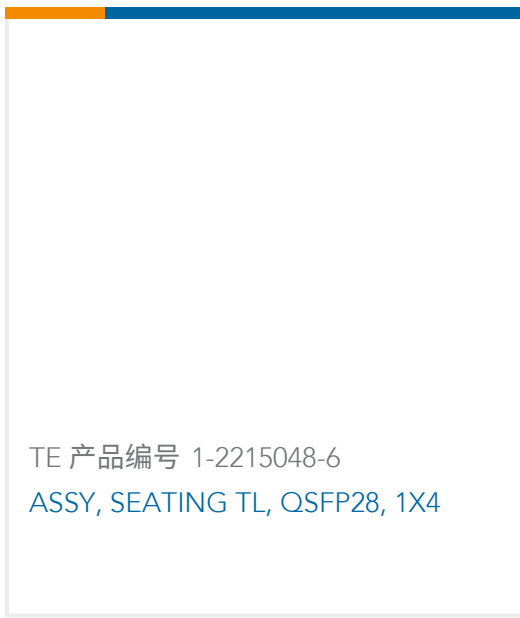 TE 产品编号 1-2215048-6
ASSY, SEATING TL, QSFP28, 1X4